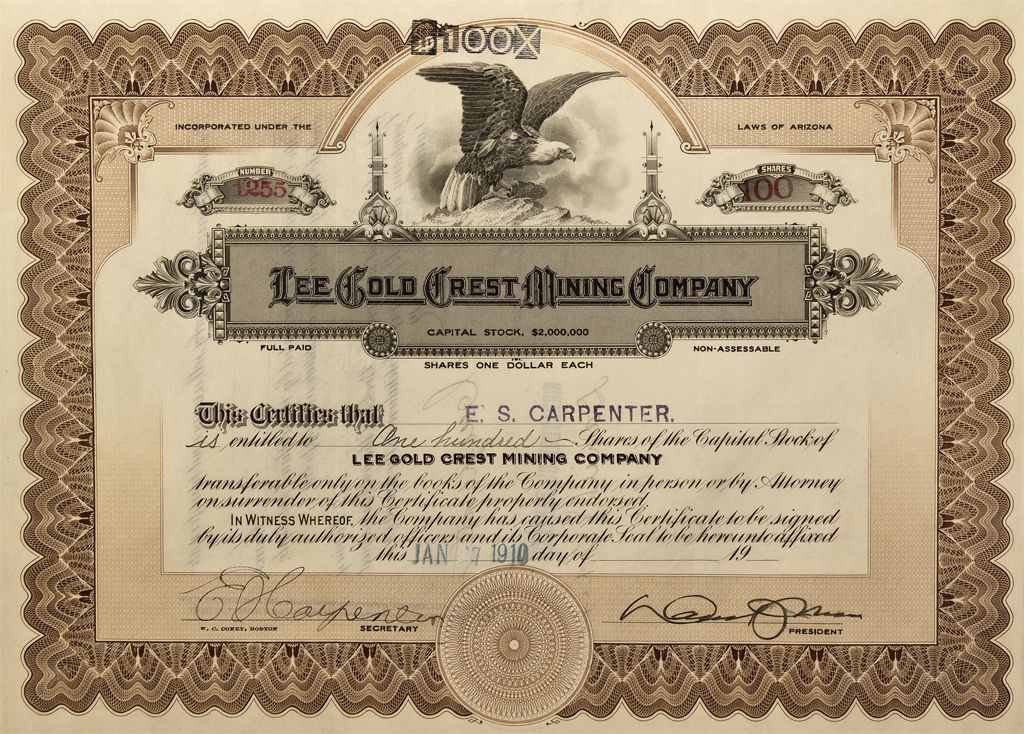 100X
INCORPORATED UNDER THE
LAWS OF ARIZONA
NUMBER
1255
SHARES
100
LEE GOLD CREST MINING COMPANY
CAPITAL STOCK, $2,000,000
FULL PAID
NON-ASSESSABLE
SHARES ONE DOLLAR EACH
This Certifies that E. S. CARPENTER.
is entitled to One hundred Shares of the Capital Stock of
LEE GOLD CREST MINING COMPANY
transferable only on the books of the Company in person or by Attorney
on surrender of this Certificate properly endorsed.
IN WITNESS WHEREOF, the Company has caused this Certificate to be signed
by its duly authorized officers and its Corporate Seal to be hereunto affixed
this JAN 7 1910 day of 19
Carpenter
W. C. CONEY, BOSTON
SECRETARY
PRESIDENT